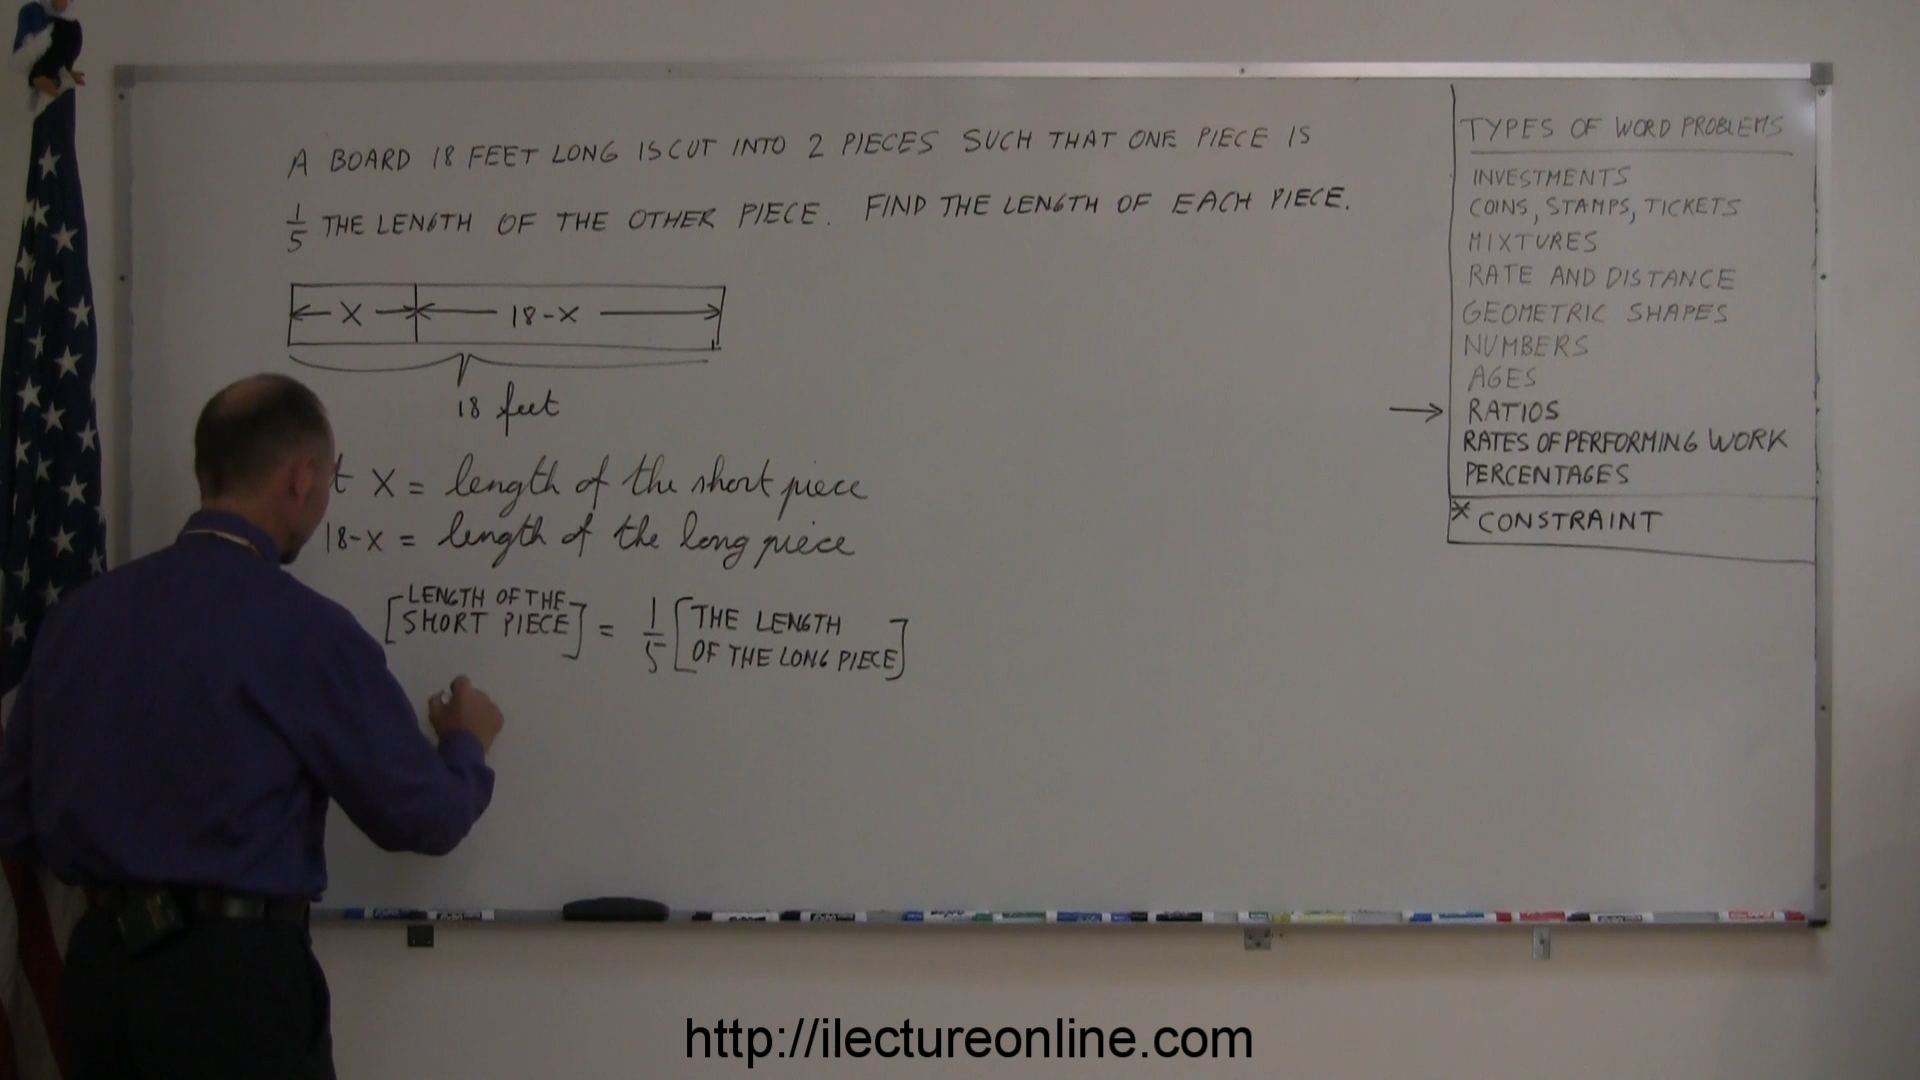 A BOARD 18 FEET LONG IS CUT INTO 2 PIECES SUCH THAT ONE PIECE IS
1/5 THE LENGTH OF THE OTHER PIECE. FIND THE LENGTH OF EACH PIECE.
X 18-X
18 feet
t X = length of the short piece
18-X = length of the long piece
[LENGTH OF THE SHORT PIECE] = 1/5 [THE LENGTH OF THE LONG PIECE]
TYPES OF WORD PROBLEMS
INVESTMENTS
COINS, STAMPS, TICKETS
MIXTURES
RATE AND DISTANCE
GEOMETRIC SHAPES
NUMBERS
AGES
→ RATIOS
RATES OF PERFORMING WORK
PERCENTAGES
* CONSTRAINT
http://ilectureonline.com